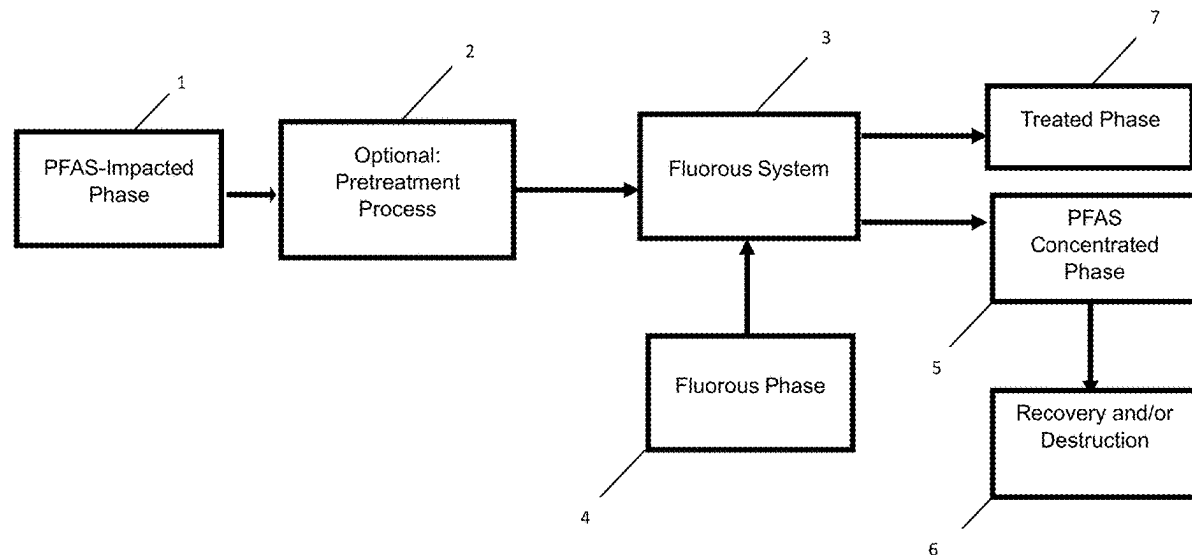 1
PFAS-Impacted
Phase
2
Optional:
Pretreatment
Process
3
Fluorous System
4
Fluorous Phase
7
Treated Phase
PFAS
Concentrated
Phase
5
Recovery and/or
Destruction
6